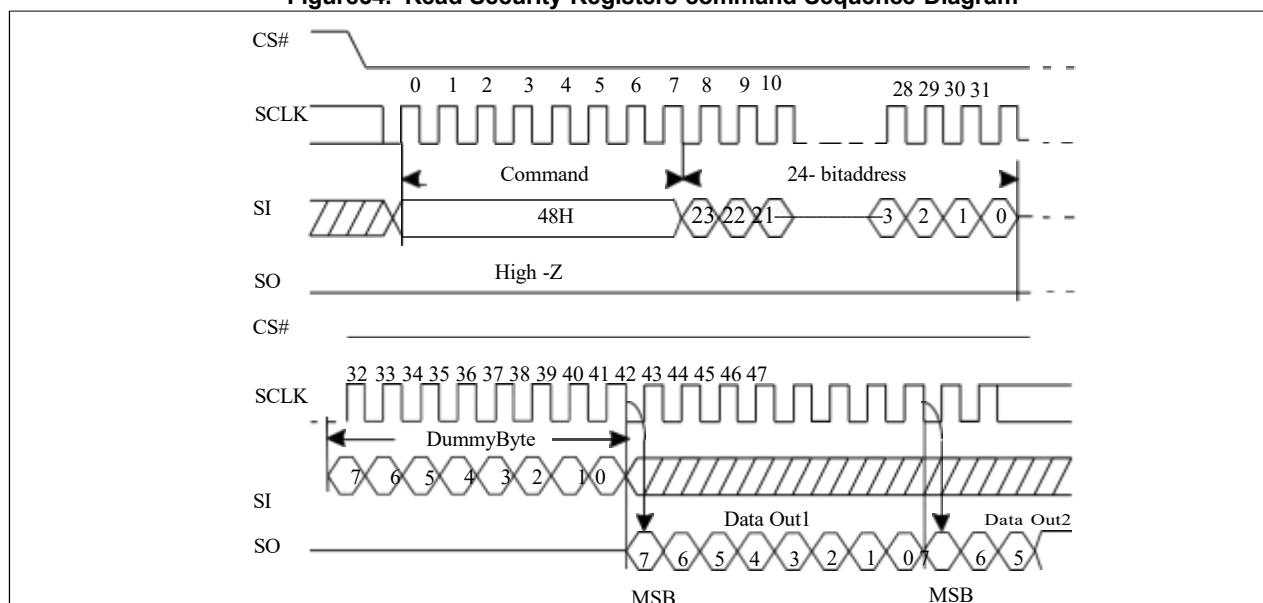 Figure34. Read Security Registers command Sequence Diagram
CS#
0 1 2 3 4 5 6 7 8 9 10 28 29 30 31
SCLK
Command 24- bitaddress
SI 48H 23 22 21 3 2 1 0
High -Z
SO
CS#
32 33 34 35 36 37 38 39 40 41 42 43 44 45 46 47
SCLK
DummyByte
7 6 5 4 3 2 1 0
SI
Data Out1 Data Out2
SO
7 6 5 4 3 2 1 0 7 6 5
MSB MSB